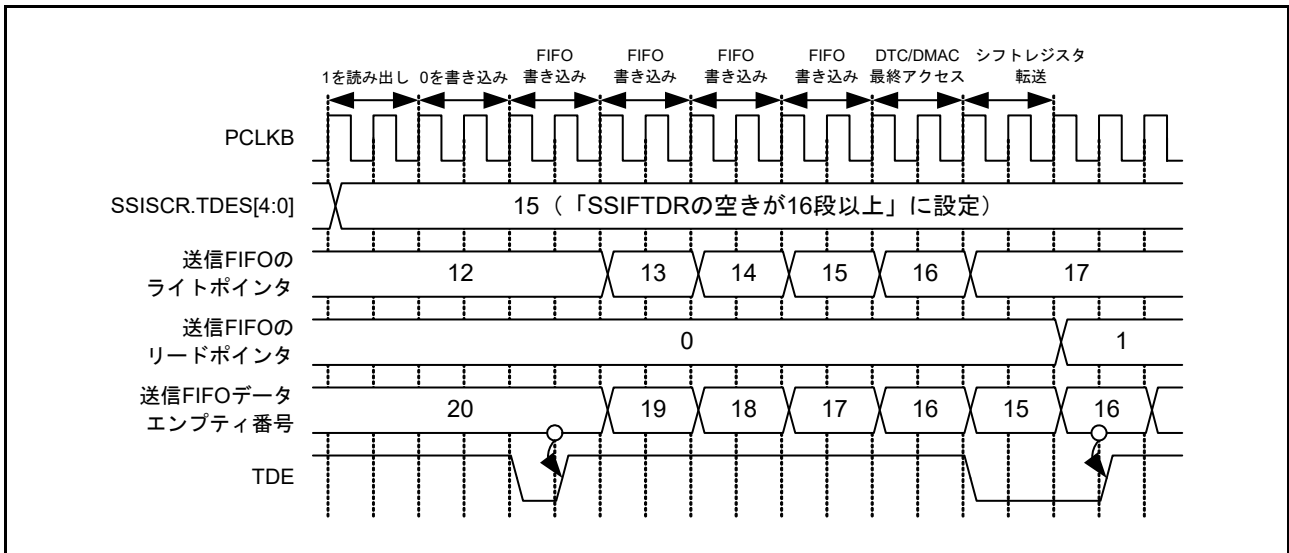 FIFO FIFO FIFO FIFO DTC/DMAC シフトレジスタ
1を読み出し 0を書き込み 書き込み 書き込み 書き込み 書き込み 最終アクセス 転送
PCLKB
SSISCR.TDES[4:0] 15（「SSIFTDRの空きが16段以上」に設定）
送信FIFOの
ライトポインタ
12 13 14 15 16 17
送信FIFOの
リードポインタ
0 1
送信FIFOデータ
エンプティ番号
20 19 18 17 16 15 16
TDE